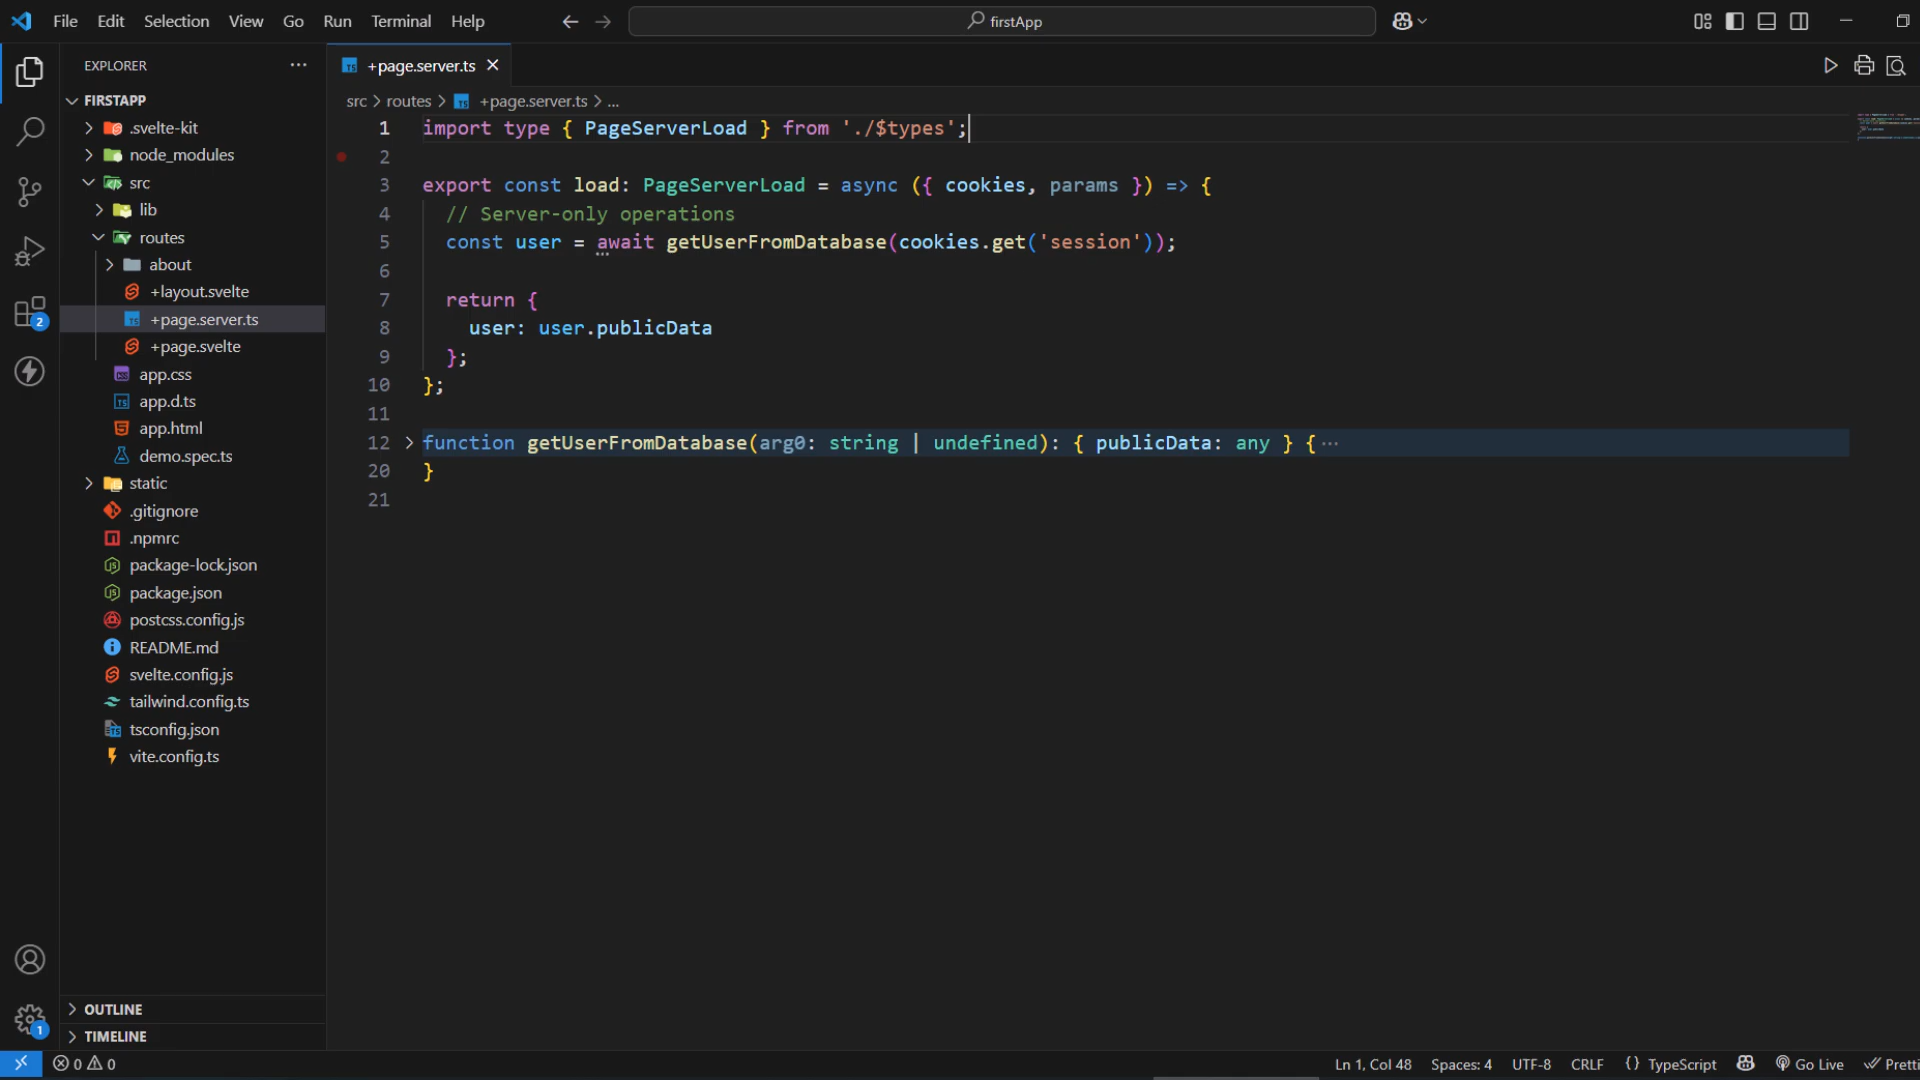 File Edit Selection View Go Run Terminal Help
firstApp
EXPLORER
+page.server.ts
FIRSTAPP
src > routes > +page.server.ts > ...
.svelte-kit
node_modules
src
lib
routes
about
+layout.svelte
+page.server.ts
+page.svelte
app.css
app.d.ts
app.html
demo.spec.ts
static
.gitignore
.npmrc
package-lock.json
package.json
postcss.config.js
README.md
svelte.config.js
tailwind.config.ts
tsconfig.json
vite.config.ts
OUTLINE
TIMELINE
2
1
1 import type { PageServerLoad } from './$types';
2
3 export const load: PageServerLoad = async ({ cookies, params }) => {
4 // Server-only operations
5 const user = await getUserFromDatabase(cookies.get('session'));
6
7 return {
8 user: user.publicData
9 };
10 };
11
12 function getUserFromDatabase(arg0: string | undefined): { publicData: any } {···
20 }
21
0 0
Ln 1, Col 48 Spaces: 4 UTF-8 CRLF {} TypeScript Go Live Pretti